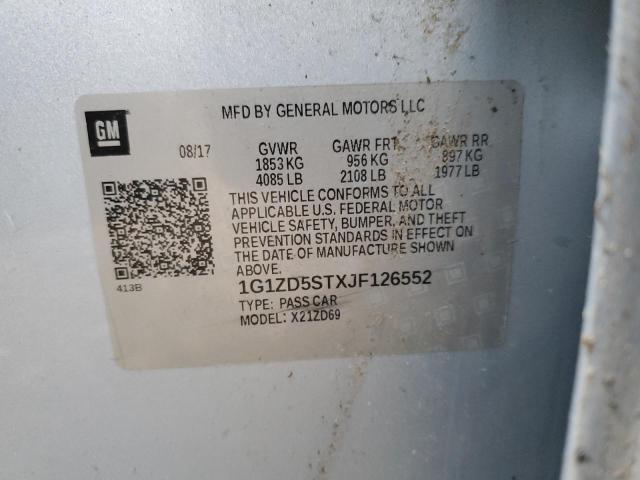 MFD BY GENERAL MOTORS LLC
GM
08/17 GVWR GAWR FRT GAWR RR
1853 KG 956 KG 897 KG
4085 LB 2108 LB 1977 LB
THIS VEHICLE CONFORMS TO ALL
APPLICABLE U.S. FEDERAL MOTOR
VEHICLE SAFETY, BUMPER, AND THEFT
PREVENTION STANDARDS IN EFFECT ON
THE DATE OF MANUFACTURE SHOWN
ABOVE.
413B
1G1ZD5STXJF126552
TYPE: PASS CAR
MODEL: X21ZD69